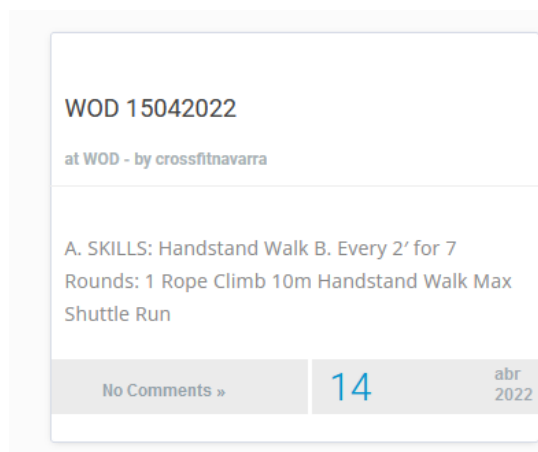 WOD 15042022
at WOD - by crossfitnavarra
A. SKILLS: Handstand Walk B. Every 2′ for 7
Rounds: 1 Rope Climb 10m Handstand Walk Max
Shuttle Run
No Comments »
14
abr
2022